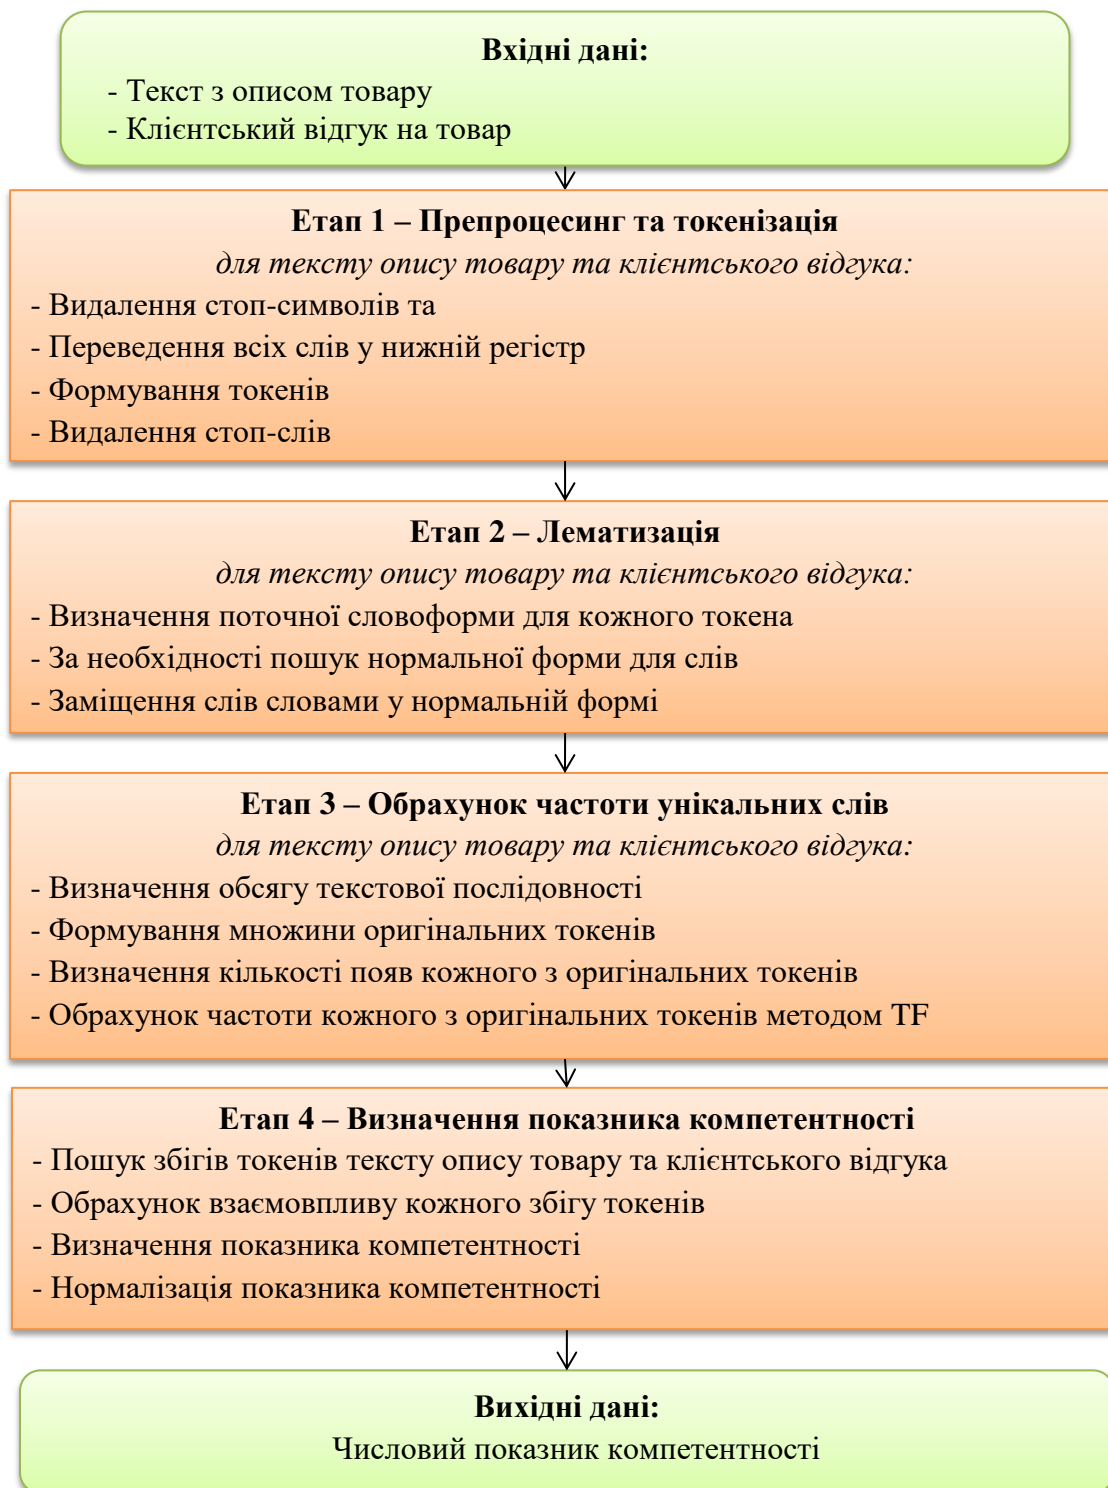 Вхідні дані:
- Текст з описом товару
- Клієнтський відгук на товар
Етап 1 – Препроцесинг та токенізація
для тексту опису товару та клієнтського відгука:
- Видалення стоп-символів та
- Переведення всіх слів у нижній регістр
- Формування токенів
- Видалення стоп-слів
Етап 2 – Лематизація
для тексту опису товару та клієнтського відгука:
- Визначення поточної словоформи для кожного токена
- За необхідності пошук нормальної форми для слів
- Заміщення слів словами у нормальній формі
Етап 3 – Обрахунок частоти унікальних слів
для тексту опису товару та клієнтського відгука:
- Визначення обсягу текстової послідовності
- Формування множини оригінальних токенів
- Визначення кількості появ кожного з оригінальних токенів
- Обрахунок частоти кожного з оригінальних токенів методом TF
Етап 4 – Визначення показника компетентності
- Пошук збігів токенів тексту опису товару та клієнтського відгука
- Обрахунок взаємовпливу кожного збігу токенів
- Визначення показника компетентності
- Нормалізація показника компетентності
Вихідні дані:
Числовий показник компетентності